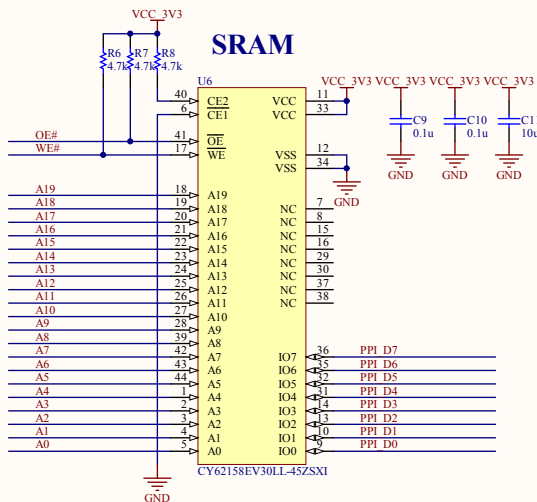 VCC_3V3
SRAM
R6 R7 R8
4.7k 4.7k 4.7k
U6
40 CE2 VCC 11
6 CE1 VCC 33
VCC_3V3 VCC_3V3 VCC_3V3 VCC_3V3
C9 C10 C1
0.1u 0.1u 10u
GND GND GND
OE# 41 OE
WE# 17 WE
VSS 12
VSS 34
GND
A19 18 A19
A18 19 A18 NC 7
A17 20 A17 NC 8
A16 21 A16 NC 15
A15 22 A15 NC 16
A14 23 A14 NC 29
A13 24 A13 NC 30
A12 25 A12 NC 37
A11 26 A11 NC 38
A10 27 A10
A9 28 A9
A8 39 A8
A7 42 A7 IO7 36 PPI_D7
A6 43 A6 IO6 35 PPI_D6
A5 44 A5 IO5 32 PPI_D5
A4 1 A4 IO4 31 PPI_D4
A3 2 A3 IO3 14 PPI_D3
A2 3 A2 IO2 13 PPI_D2
A1 4 A1 IO1 10 PPI_D1
A0 5 A0 IO0 9 PPI_D0
CY62158EV30LL-45ZSXI
GND